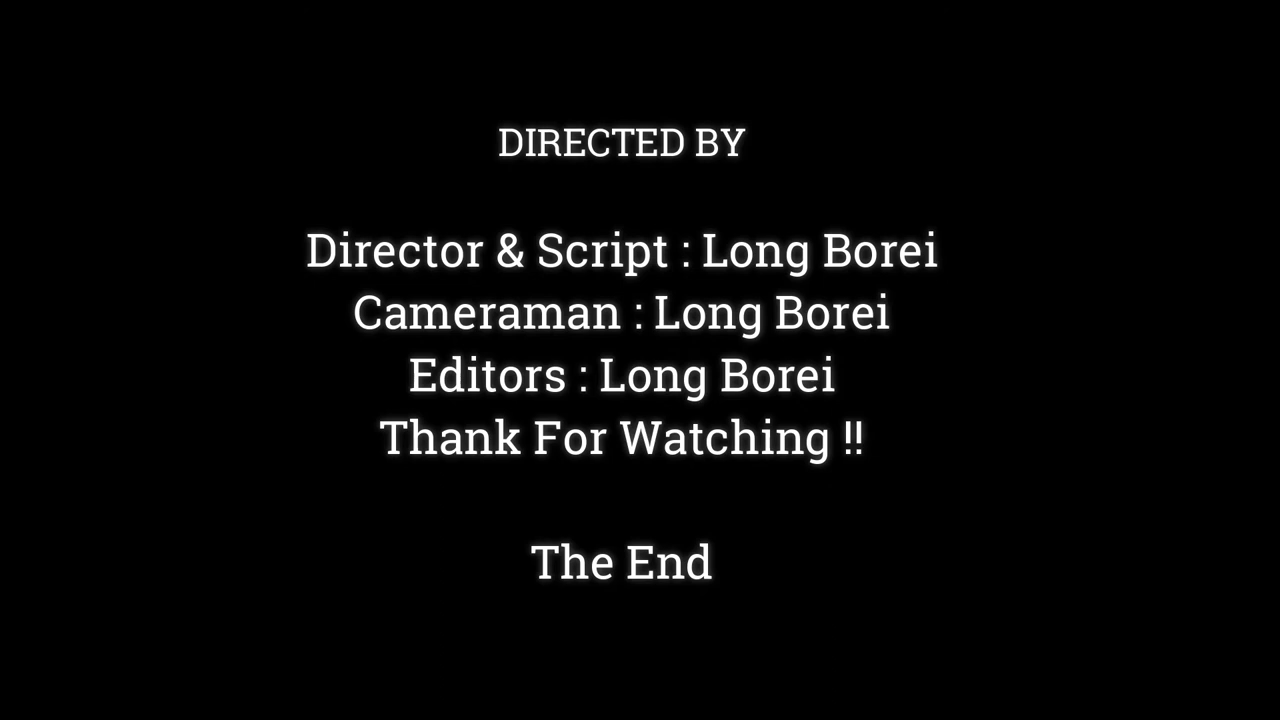 DIRECTED BY
Director & Script : Long Borei
Cameraman : Long Borei
Editors : Long Borei
Thank For Watching !!
The End